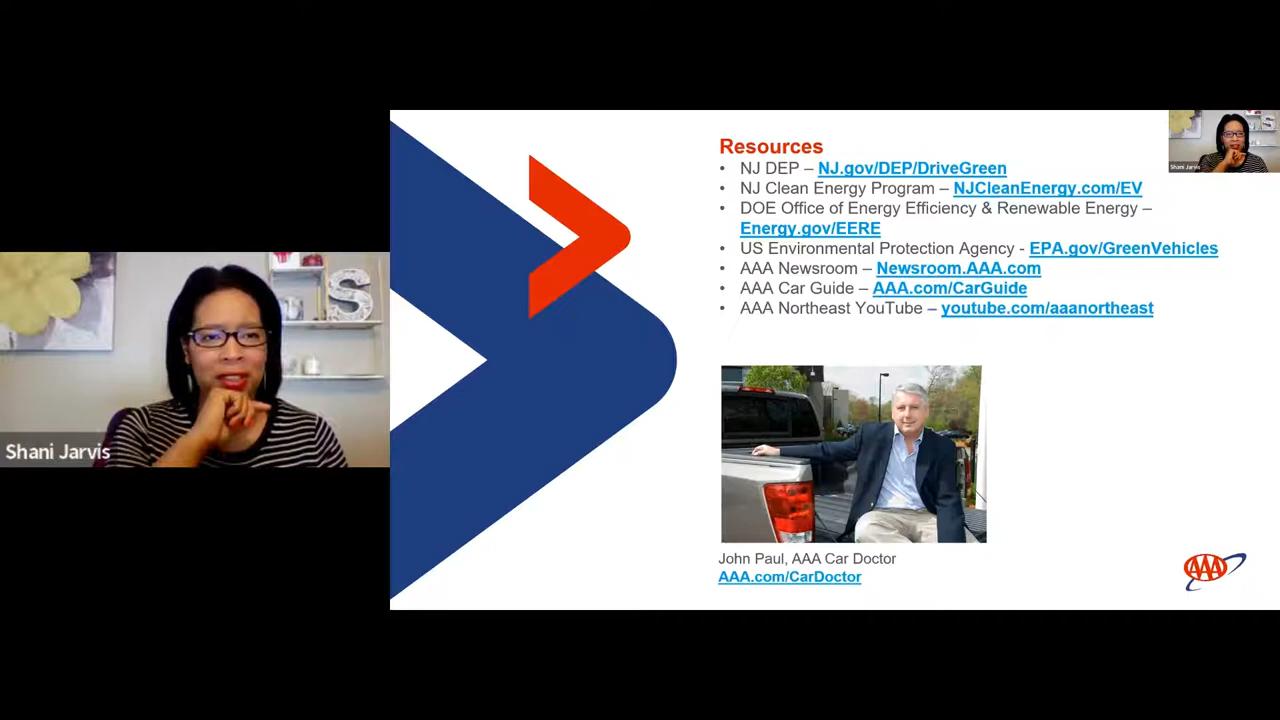 Resources
• NJ DEP – NJ.gov/DEP/DriveGreen
• NJ Clean Energy Program – NJCleanEnergy.com/EV
• DOE Office of Energy Efficiency & Renewable Energy –
Energy.gov/EERE
• US Environmental Protection Agency - EPA.gov/GreenVehicles
• AAA Newsroom – Newsroom.AAA.com
• AAA Car Guide – AAA.com/CarGuide
• AAA Northeast YouTube – youtube.com/aaanortheast
Shani Jarvis
S
Shani Jarvis
S
John Paul, AAA Car Doctor
AAA.com/CarDoctor
AAA